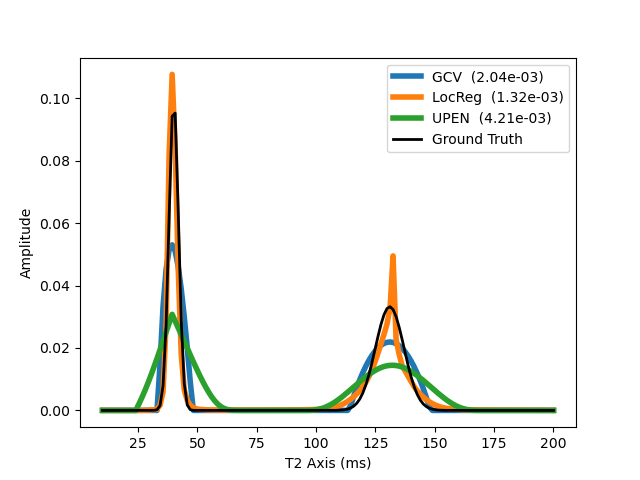 GCV (2.04e-03)
LocReg (1.32e-03)
UPEN (4.21e-03)
Ground Truth
0.10
0.08
0.06
0.04
0.02
0.00
Amplitude
25 50 75 100 125 150 175 200
T2 Axis (ms)